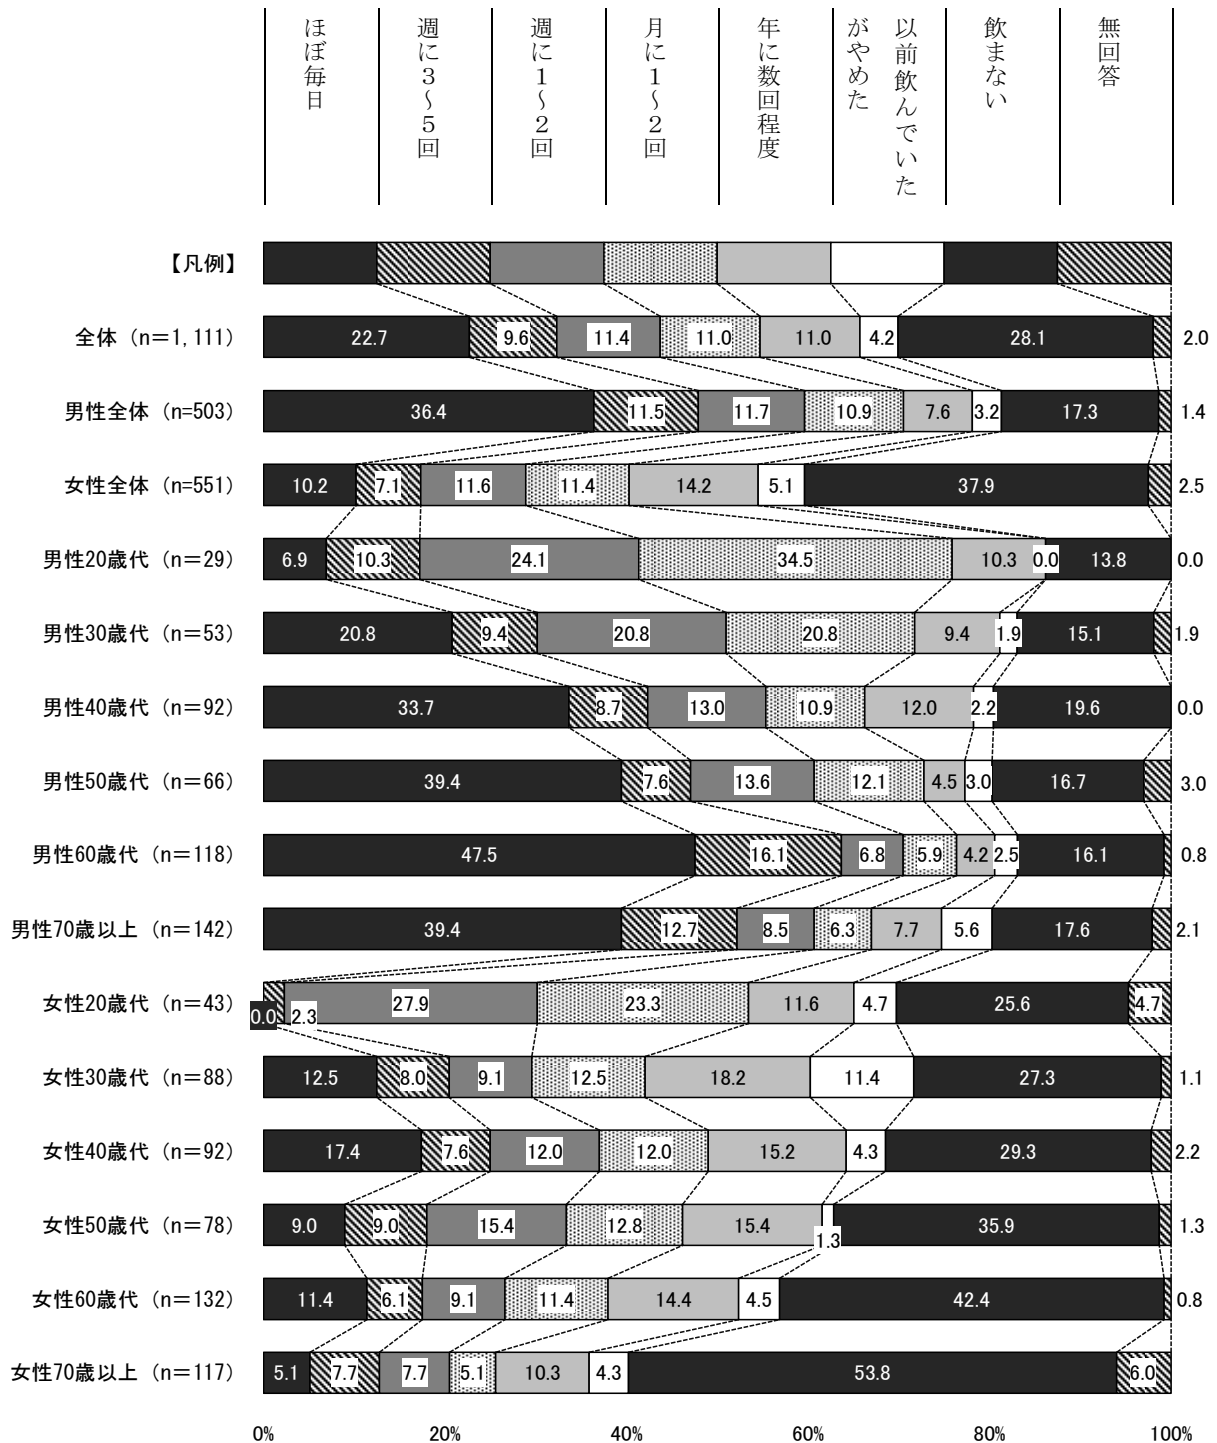 ほぼ毎日
週に３～５回
週に１～２回
月に１～２回
年に数回程度
以前飲んでいた
がやめた
飲まない
無回答
【凡例】
全体（n＝1,111） 22.7 9.6 11.4 11.0 11.0 4.2 28.1 2.0
男性全体（n=503） 36.4 11.5 11.7 10.9 7.6 3.2 17.3 1.4
女性全体（n=551） 10.2 7.1 11.6 11.4 14.2 5.1 37.9 2.5
男性20歳代（n＝29） 6.9 10.3 24.1 34.5 10.3 0.0 13.8 0.0
男性30歳代（n＝53） 20.8 9.4 20.8 20.8 9.4 1.9 15.1 1.9
男性40歳代（n＝92） 33.7 8.7 13.0 10.9 12.0 2.2 19.6 0.0
男性50歳代（n＝66） 39.4 7.6 13.6 12.1 4.5 3.0 16.7 3.0
男性60歳代（n＝118） 47.5 16.1 6.8 5.9 4.2 2.5 16.1 0.8
男性70歳以上（n＝142） 39.4 12.7 8.5 6.3 7.7 5.6 17.6 2.1
女性20歳代（n＝43） 0.0 2.3 27.9 23.3 11.6 4.7 25.6 4.7
女性30歳代（n＝88） 12.5 8.0 9.1 12.5 18.2 11.4 27.3 1.1
女性40歳代（n＝92） 17.4 7.6 12.0 12.0 15.2 4.3 29.3 2.2
女性50歳代（n＝78） 9.0 9.0 15.4 12.8 15.4 1.3 35.9 1.3
女性60歳代（n＝132） 11.4 6.1 9.1 11.4 14.4 4.5 42.4 0.8
女性70歳以上（n＝117） 5.1 7.7 7.7 5.1 10.3 4.3 53.8 6.0
0% 20% 40% 60% 80% 100%